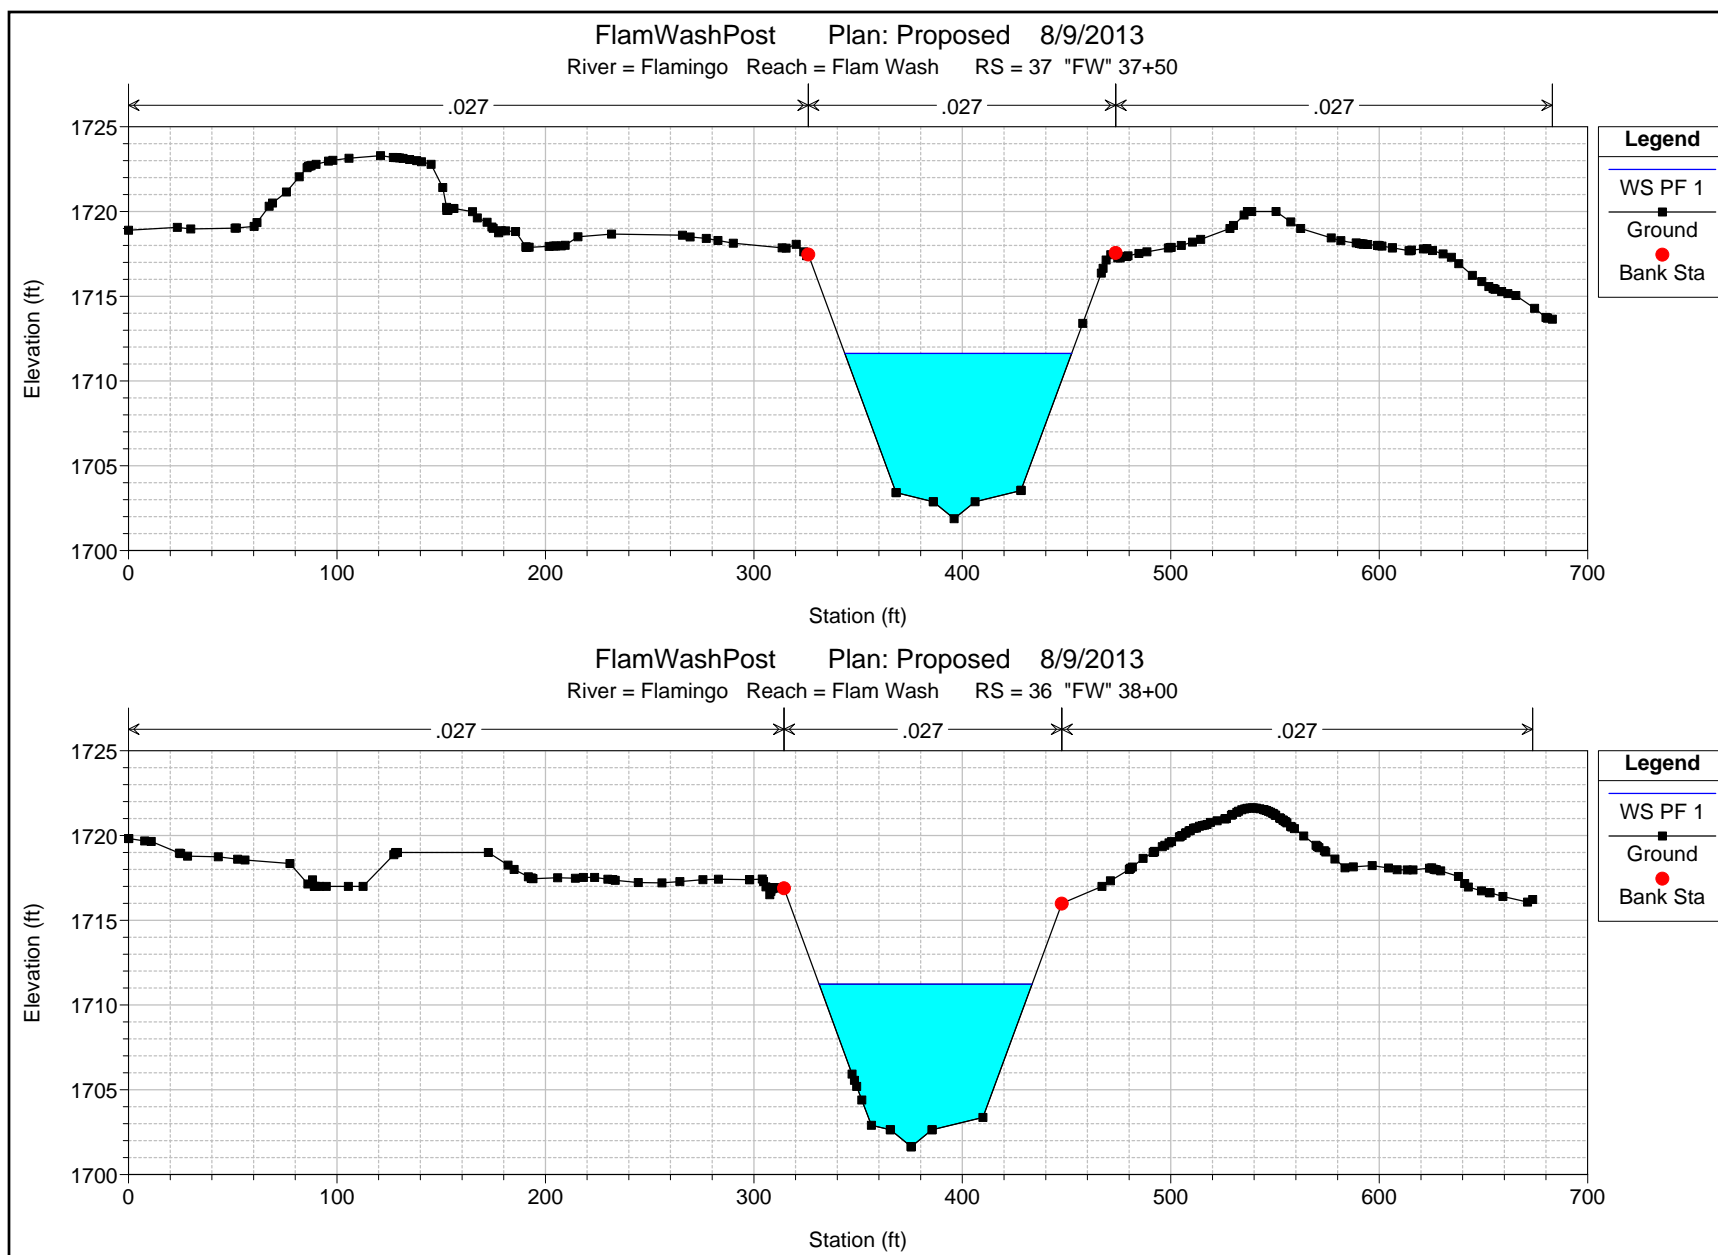 FlamWashPost Plan: Proposed 8/9/2013
River = Flamingo Reach = Flam Wash RS = 37 "FW" 37+50
.027 .027 .027
1725
1720
1715
1710
1705
1700
Elevation (ft)
0 100 200 300 400 500 600 700
Station (ft)
Legend
WS PF 1
Ground
Bank Sta
FlamWashPost Plan: Proposed 8/9/2013
River = Flamingo Reach = Flam Wash RS = 36 "FW" 38+00
.027 .027 .027
1725
1720
1715
1710
1705
1700
Elevation (ft)
0 100 200 300 400 500 600 700
Station (ft)
Legend
WS PF 1
Ground
Bank Sta